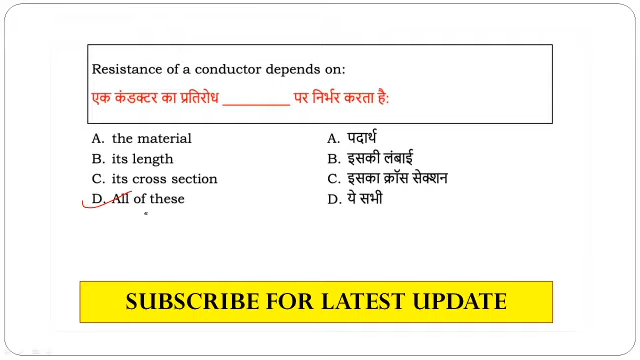 Resistance of a conductor depends on:
एक कंडक्टर का प्रतिरोध _________ पर निर्भर करता है:
A. the material
B. its length
C. its cross section
D. All of these
A. पदार्थ
B. इसकी लंबाई
C. इसका क्रॉस सेक्शन
D. ये सभी
SUBSCRIBE FOR LATEST UPDATE